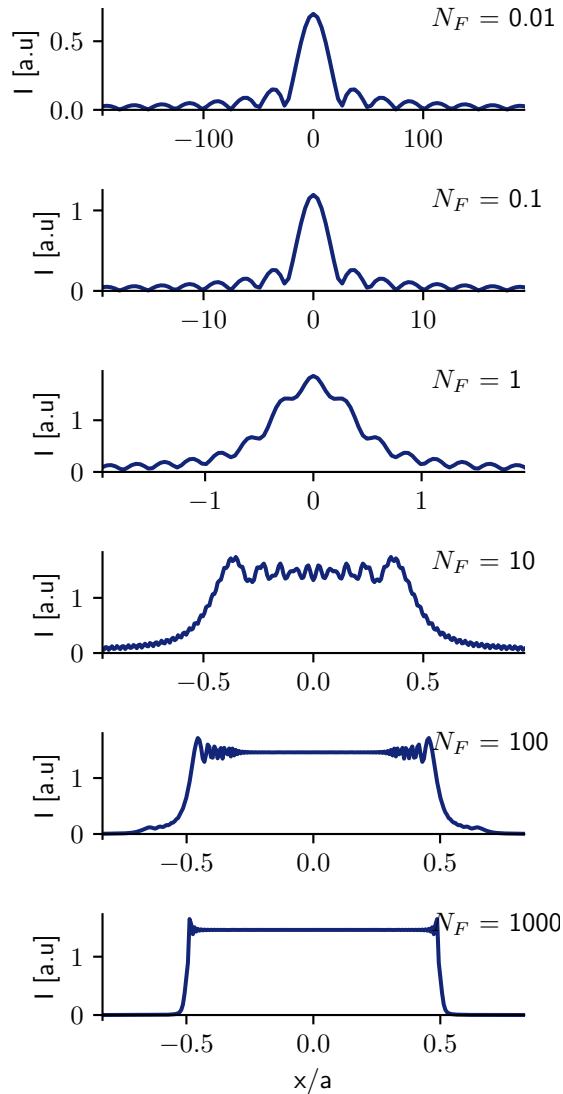 N_F = 0.01
I [a.u]
0.5
0.0
−100 0 100
N_F = 0.1
I [a.u]
1
0
−10 0 10
N_F = 1
I [a.u]
1
0
−1 0 1
N_F = 10
I [a.u]
1
0
−0.5 0.0 0.5
N_F = 100
I [a.u]
1
0
−0.5 0.0 0.5
N_F = 1000
I [a.u]
1
0
−0.5 0.0 0.5
x/a